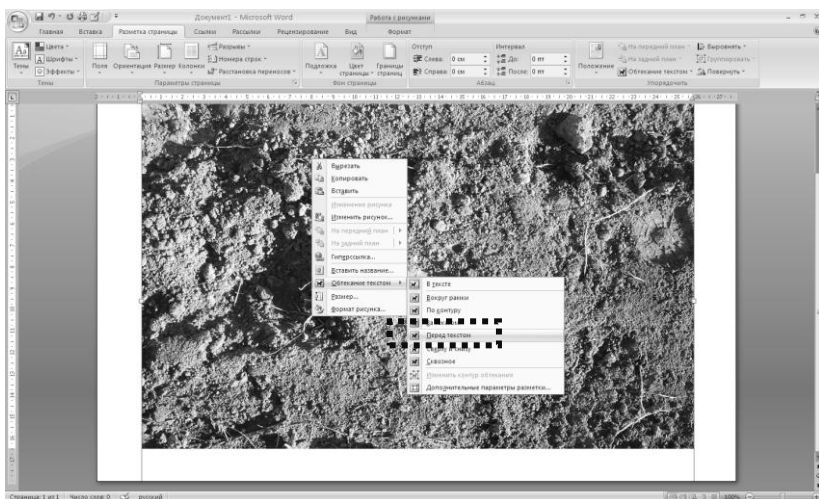 Документ1 - Microsoft Word
Работа с рисунками
Главная Вставка Разметка страницы Ссылки Рассылки Рецензирование Вид Формат
Темы
Цвета
Шрифты
Эффекты
Темы
Поля Ориентация Размер Колонки
Разрывы
Номера строк
Расстановка переносов
Параметры страницы
Подложка Цвет страницы Границы страниц
Фон страницы
Отступ
Слева: 0 см
Справа: 0 см
Интервал
До: 0 пт
После: 0 пт
Абзац
Положение
На передний план
На задний план
Обтекание текстом
Выровнять
Группировать
Повернуть
Упорядочить
Вырезать
Копировать
Вставить
Изменение рисунка
Изменить рисунок...
На передний план
На задний план
Гиперссылка...
Вставить название...
Обтекание текстом
Размер...
Формат рисунка...
В тексте
Вокруг рамки
По контуру
Перед текстом
Сквозное
Изменить контур обтекания
Дополнительные параметры разметки...
Страница: 1 из 1 Число слов: 0 русский
100%